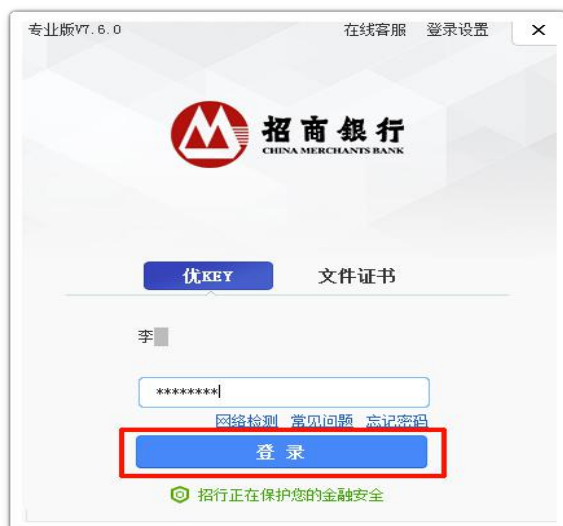 专业版V7.6.0 在线客服 登录设置
招商银行
CHINA MERCHANTS BANK
优KEY 文件证书
李
********
网络检测 常见问题 忘记密码
登 录
招行正在保护您的金融安全